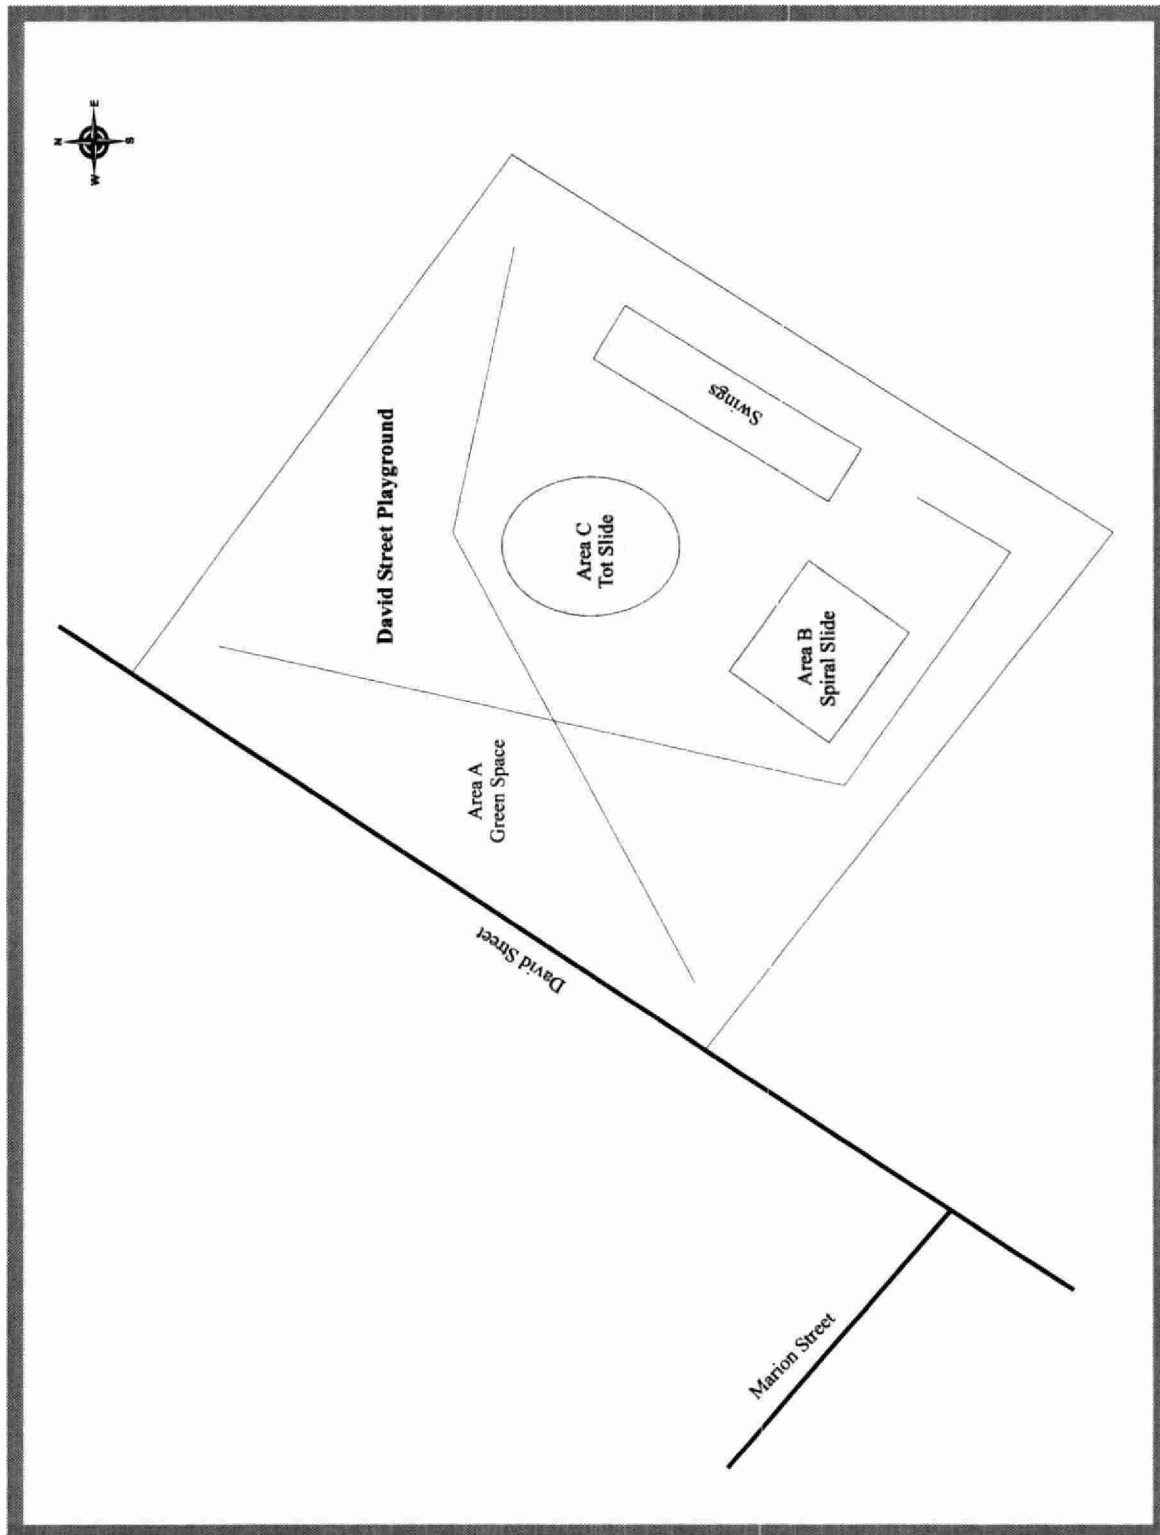 N
E
S
W
David Street Playground
Swings
Area C
Tot Slide
Area B
Spiral Slide
Area A
Green Space
David Street
Marion Street